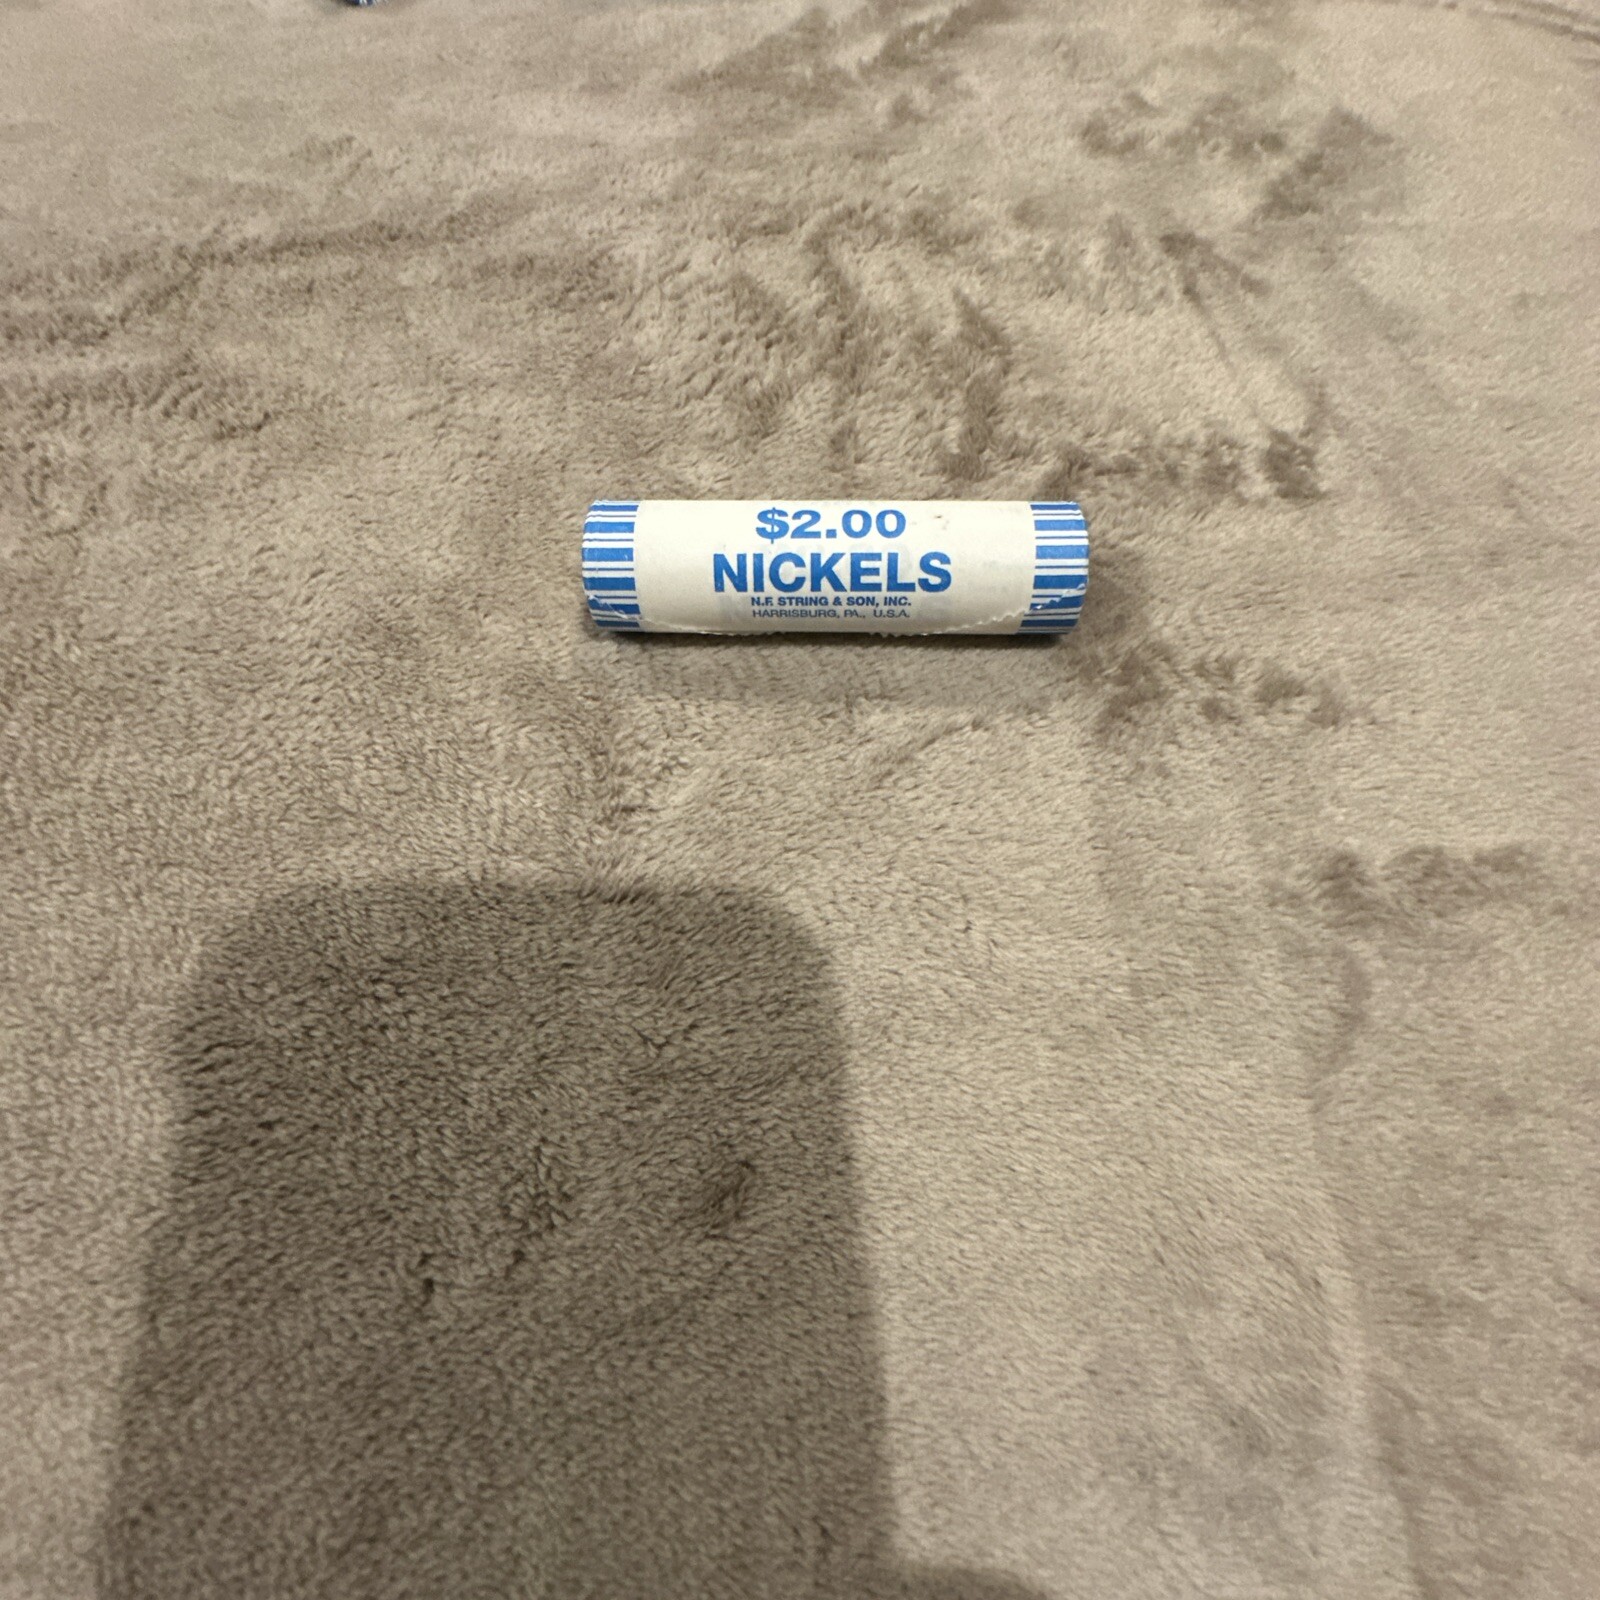 $2.00
NICKELS
N.F. STRING & SON, INC.
HARRISBURG, PA., U.S.A.